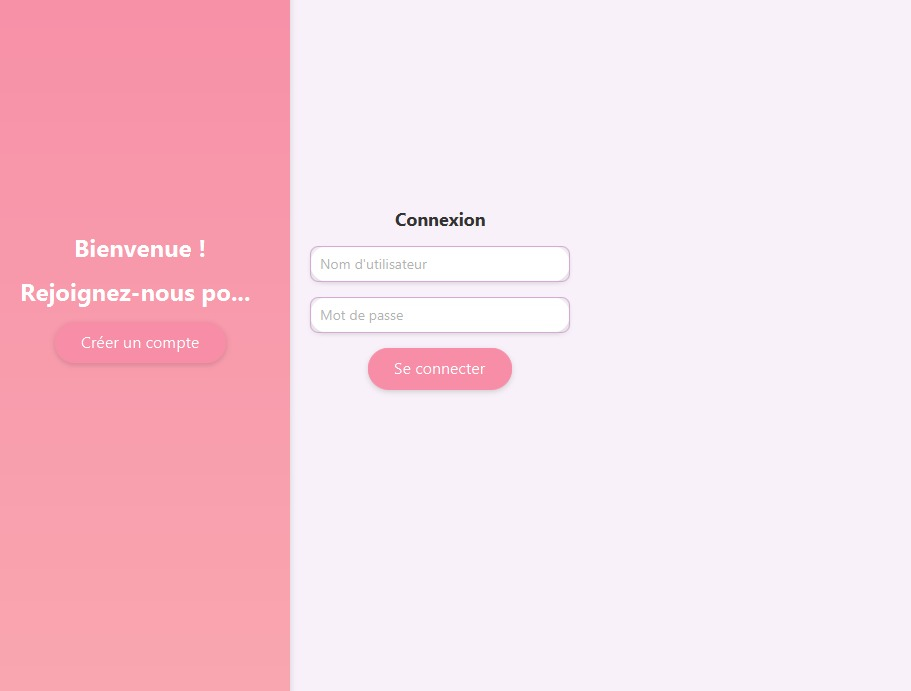 Bienvenue !
Rejoignez-nous po...
Créer un compte
Connexion
Nom d'utilisateur
Mot de passe
Se connecter